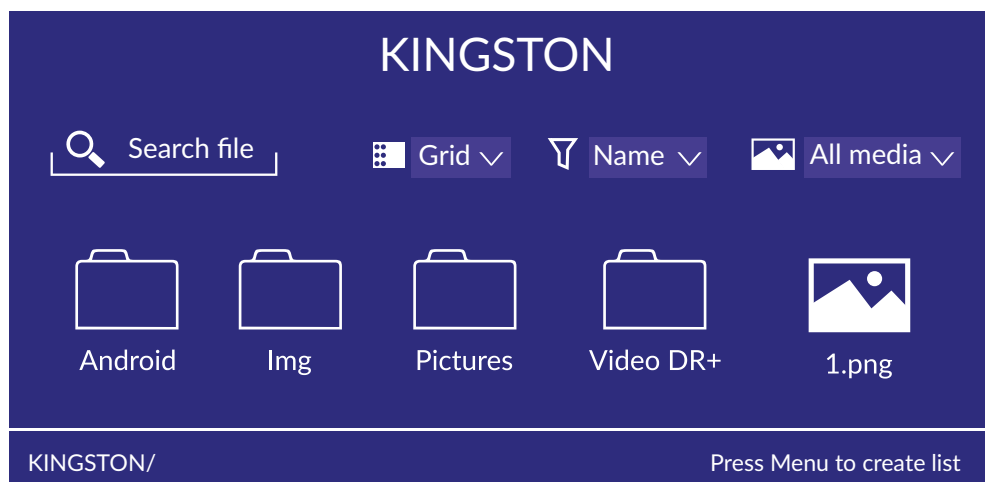 KINGSTON
Search file
Grid
Name
All media
Android
Img
Pictures
Video DR+
1.png
KINGSTON/
Press Menu to create list